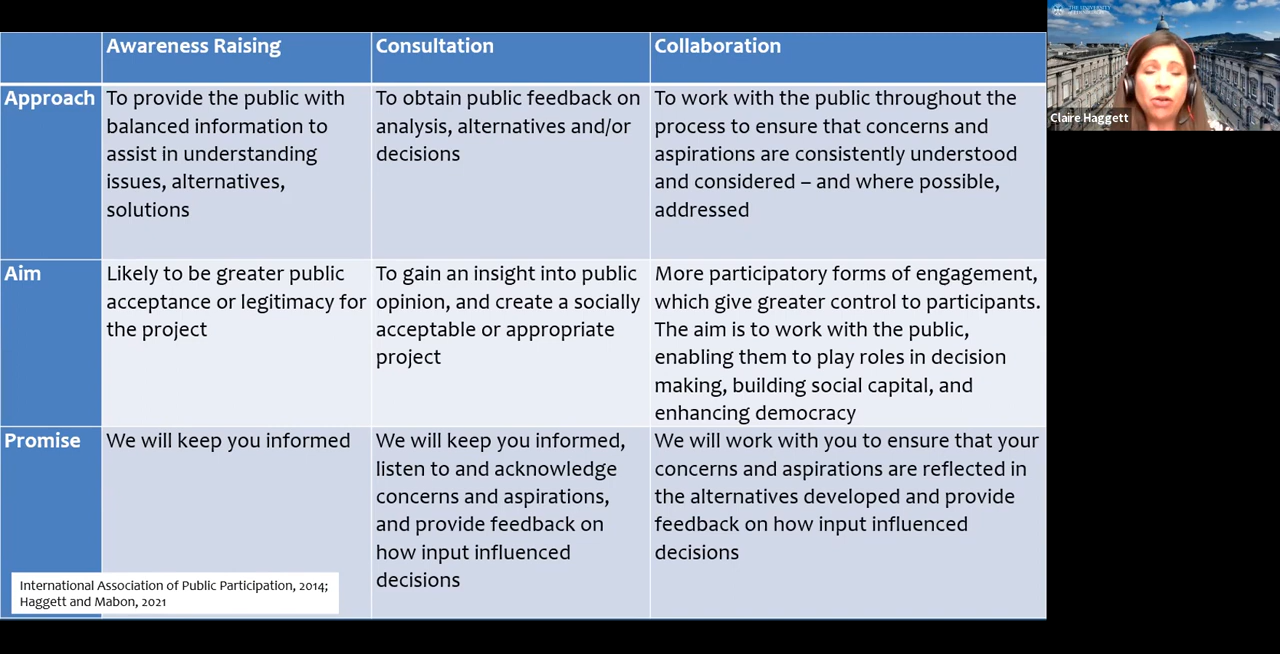 Awareness Raising
Consultation
Collaboration
Approach
To provide the public with
balanced information to
assist in understanding
issues, alternatives,
solutions
To obtain public feedback on
analysis, alternatives and/or
decisions
To work with the public throughout the
process to ensure that concerns and
aspirations are consistently understood
and considered – and where possible,
addressed
Aim
Likely to be greater public
acceptance or legitimacy for
the project
To gain an insight into public
opinion, and create a socially
acceptable or appropriate
project
More participatory forms of engagement,
which give greater control to participants.
The aim is to work with the public,
enabling them to play roles in decision
making, building social capital, and
enhancing democracy
Promise
We will keep you informed
We will keep you informed,
listen to and acknowledge
concerns and aspirations,
and provide feedback on
how input influenced
decisions
We will work with you to ensure that your
concerns and aspirations are reflected in
the alternatives developed and provide
feedback on how input influenced
decisions
International Association of Public Participation, 2014;
Haggett and Mabon, 2021
THE UNIVERSITY
Claire Haggett